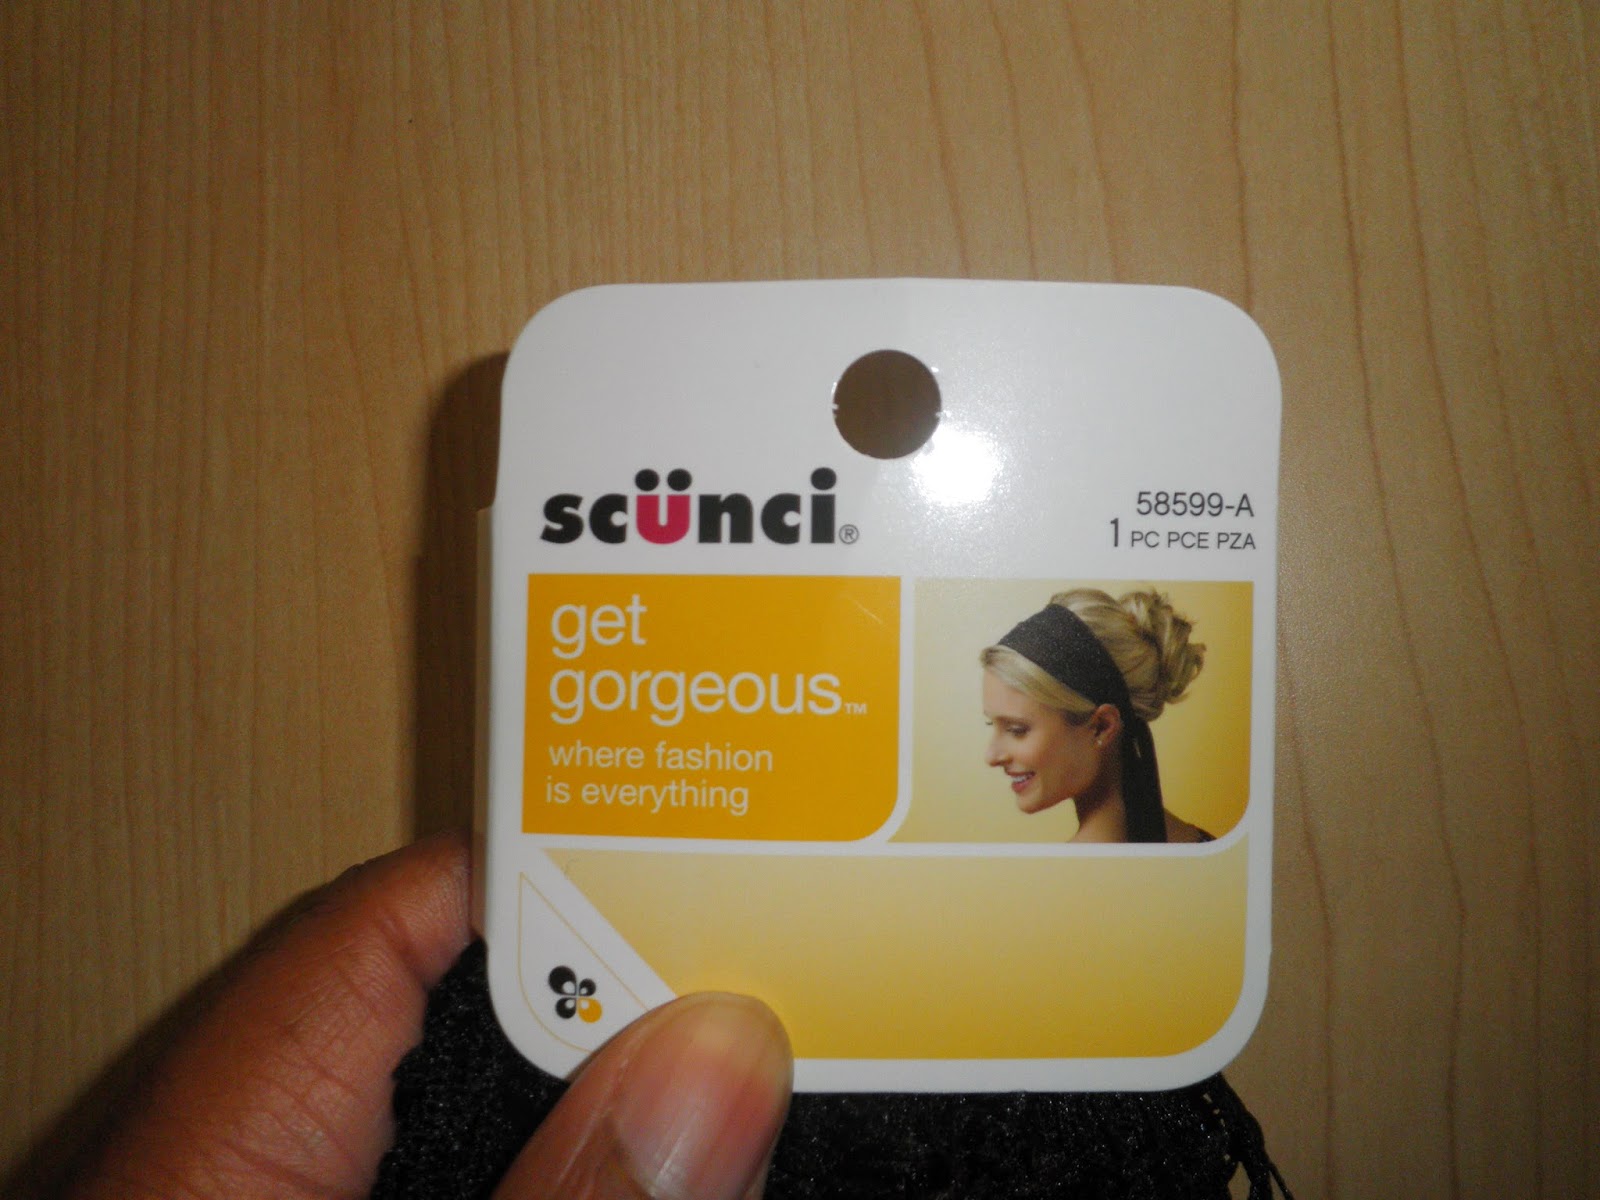 scünci®
58599-A
1 PC PCE PZA
get
gorgeous™
where fashion
is everything